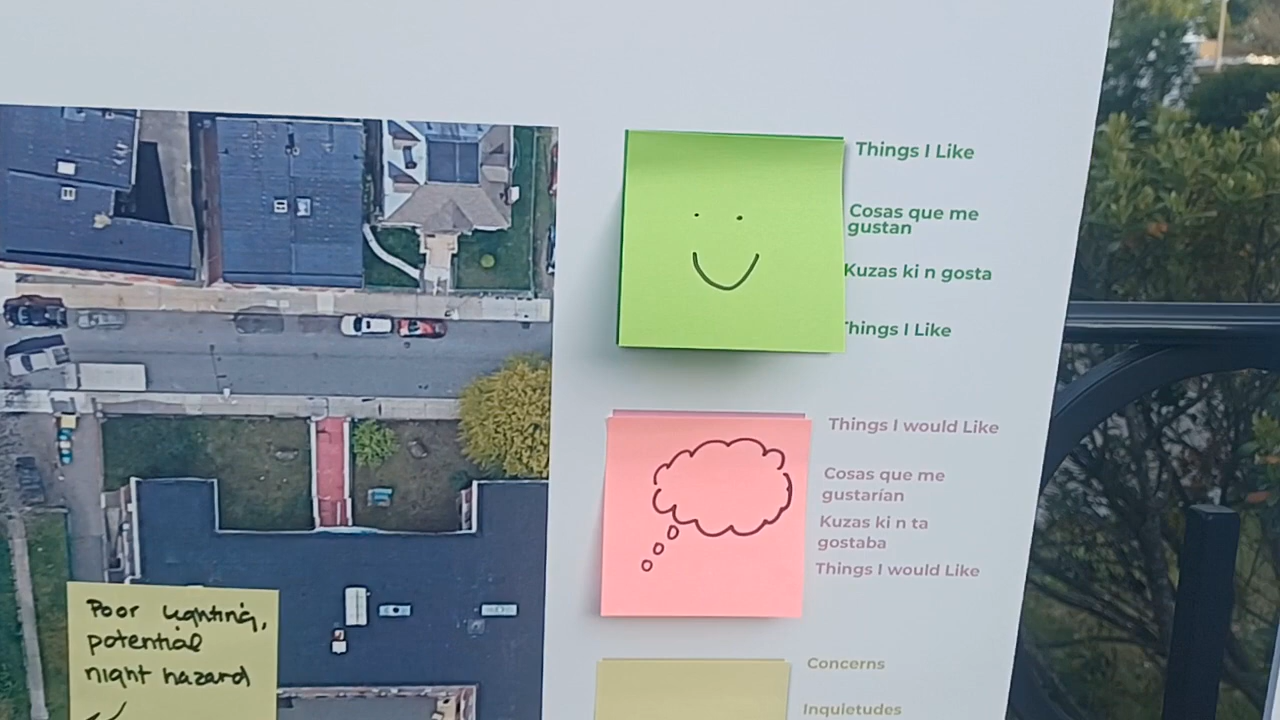 Things I Like
Cosas que me
gustan
Kuzas ki n gosta
Things I Like
Things I would Like
Cosas que me
gustarían
Kuzas ki n ta
gostaba
Things I would Like
Concerns
Inquietudes
Poor lighting,
potential
night hazard